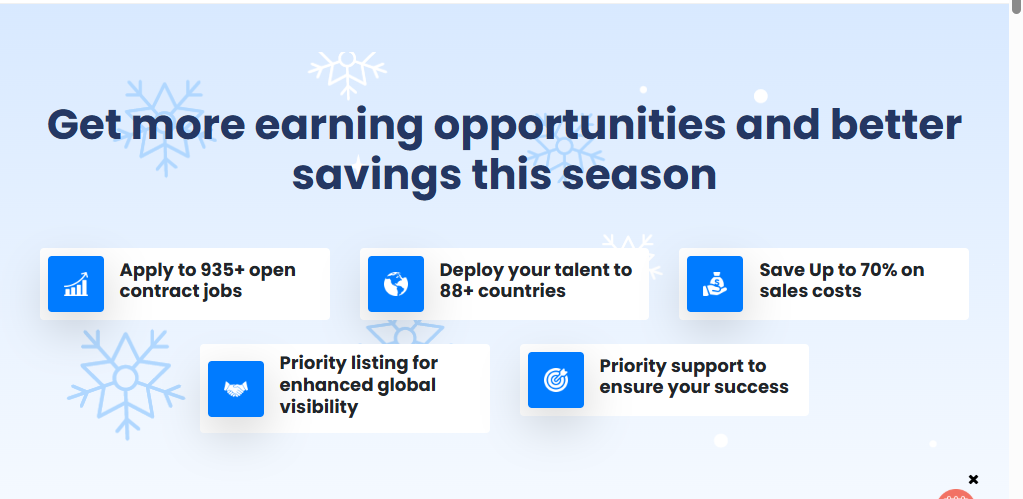 Get more earning opportunities and better
savings this season
Apply to 935+ open
contract jobs
Deploy your talent to
88+ countries
Save Up to 70% on
sales costs
Priority listing for
enhanced global
visibility
Priority support to
ensure your success